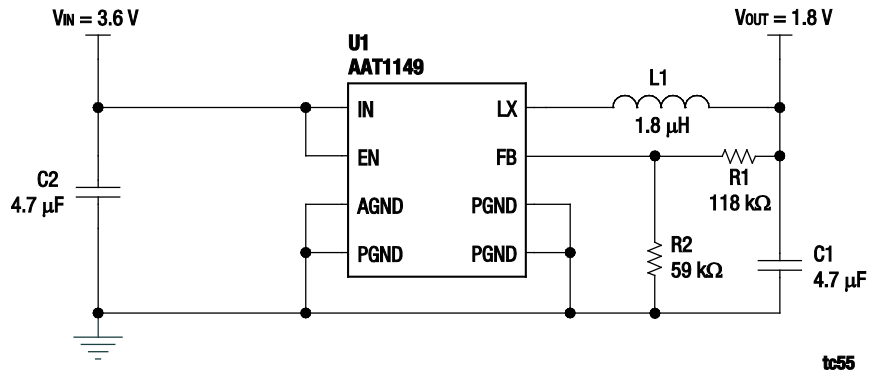 VIN = 3.6 V
VOUT = 1.8 V
U1
AAT1149
L1
1.8 μH
IN
LX
EN
FB
AGND
PGND
PGND
PGND
C2
4.7 μF
R1
118 kΩ
R2
59 kΩ
C1
4.7 μF
tc55